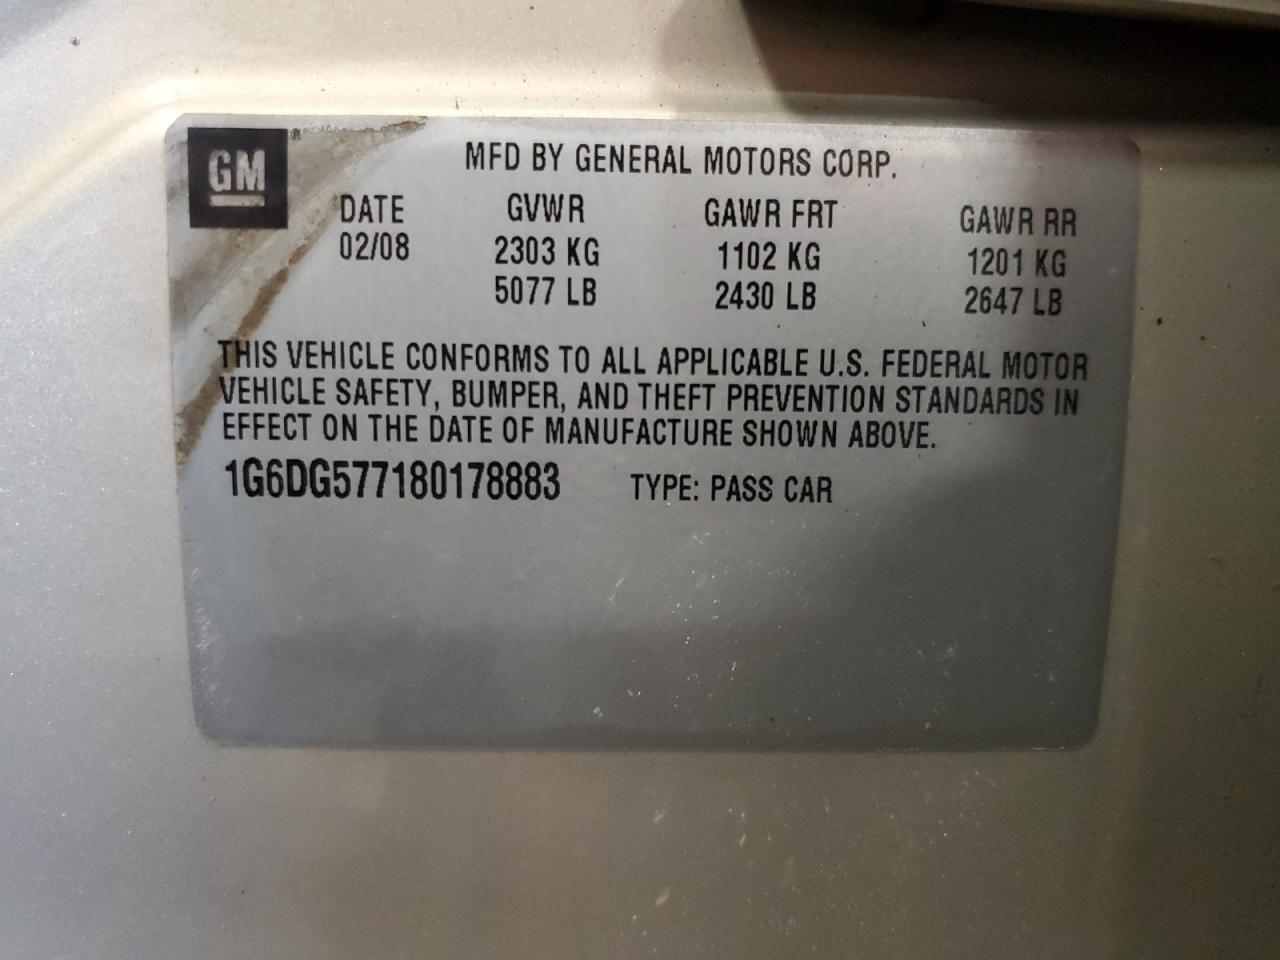 GM
MFD BY GENERAL MOTORS CORP.
DATE GVWR GAWR FRT GAWR RR
02/08 2303 KG 1102 KG 1201 KG
5077 LB 2430 LB 2647 LB
THIS VEHICLE CONFORMS TO ALL APPLICABLE U.S. FEDERAL MOTOR
VEHICLE SAFETY, BUMPER, AND THEFT PREVENTION STANDARDS IN
EFFECT ON THE DATE OF MANUFACTURE SHOWN ABOVE.
1G6DG577180178883 TYPE: PASS CAR